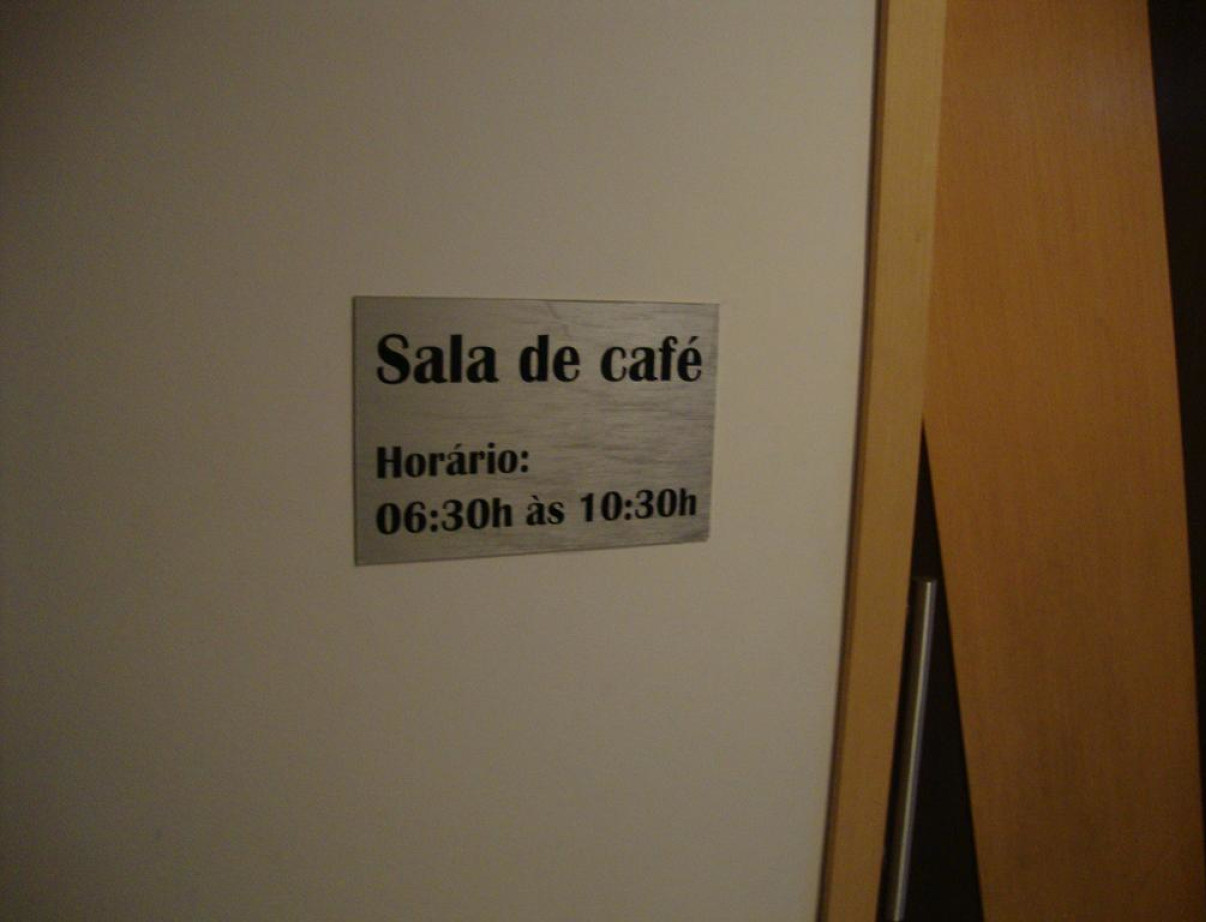 Sala de café
Horário:
06:30h às 10:30h